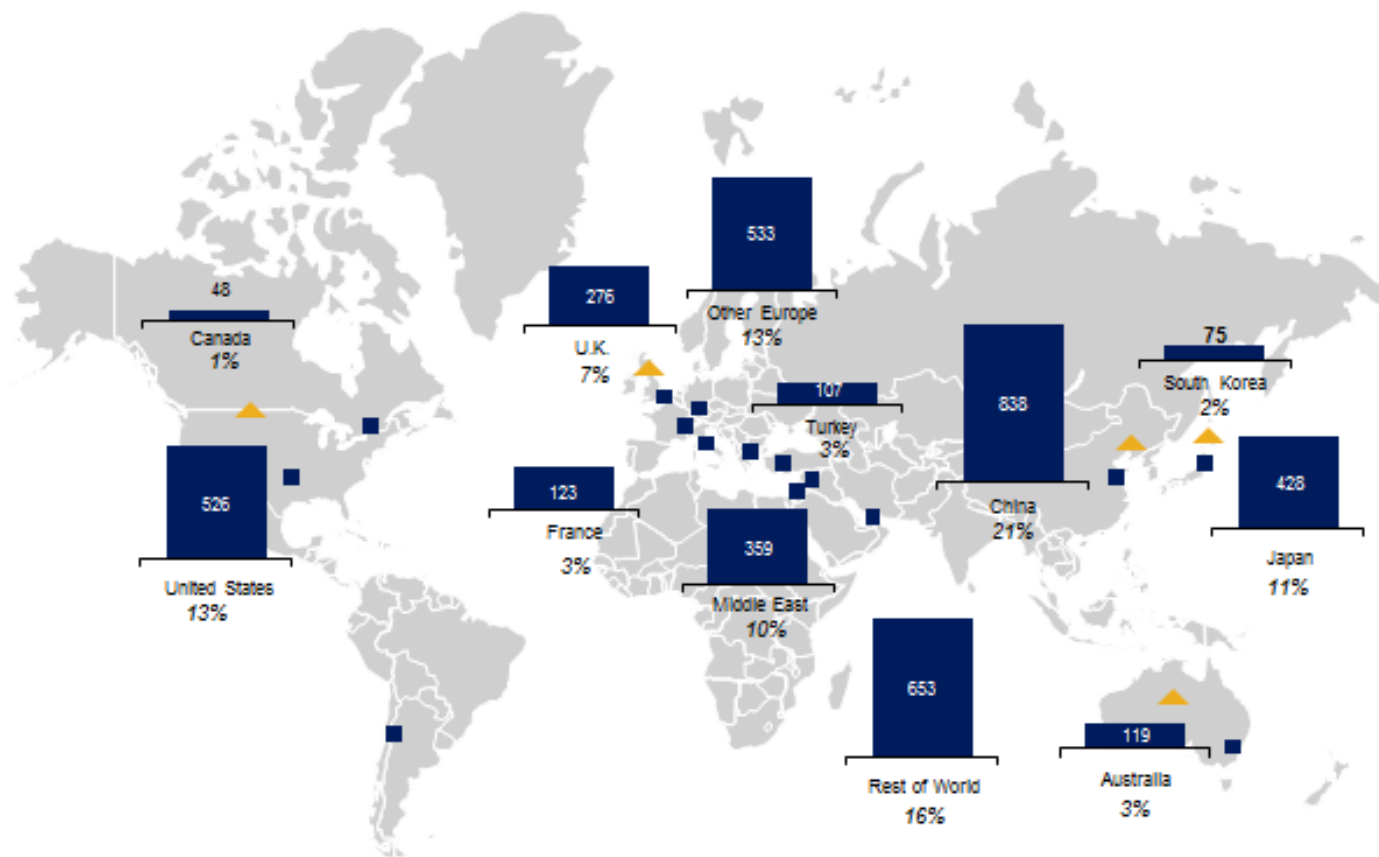 533
Other Europe
13%
276
U.K.
7%
48
Canada
1%
75
South Korea
2%
107
Turkey
3%
838
China
21%
428
Japan
11%
526
United States
13%
123
France
3%
359
Middle East
10%
653
Rest of World
16%
119
Australia
3%